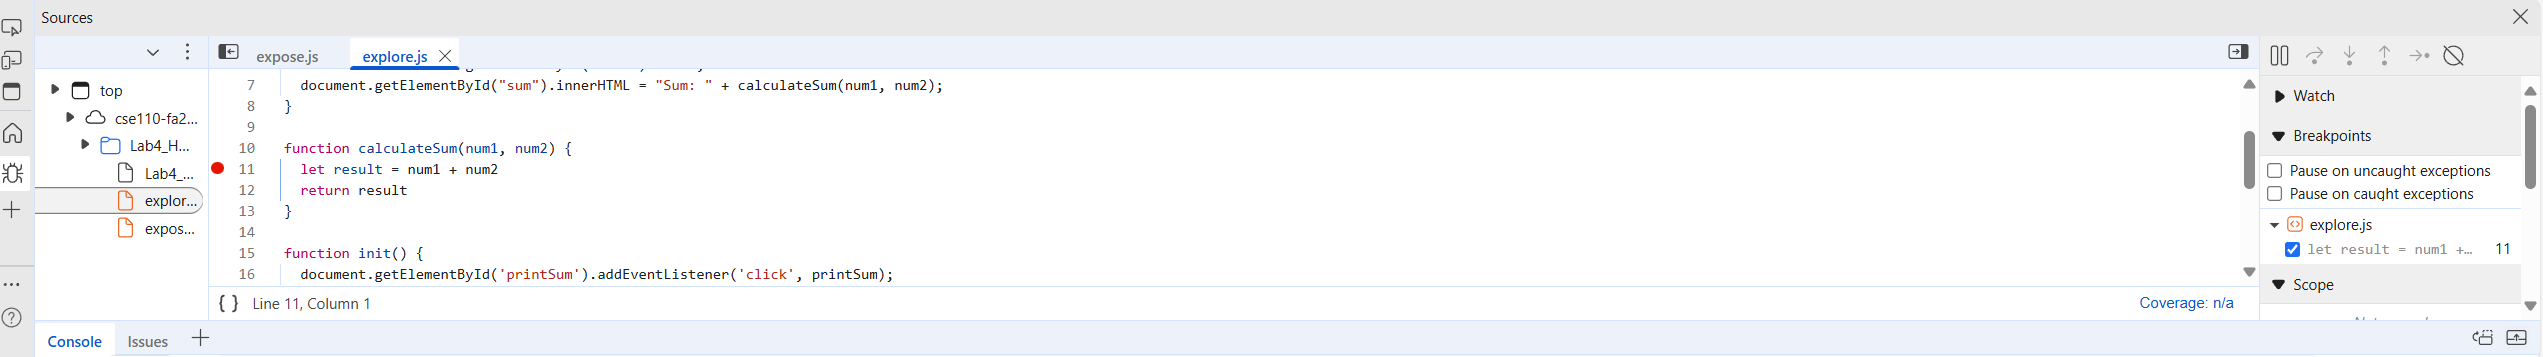 Sources
expose.js
explore.js
top
cse110-fa2...
Lab4_H...
Lab4_...
explor...
expos...
7 document.getElementById("sum").innerHTML = "Sum: " + calculateSum(num1, num2);
8 }
9
10 function calculateSum(num1, num2) {
11 let result = num1 + num2
12 return result
13 }
14
15 function init() {
16 document.getElementById('printSum').addEventListener('click', printSum);
{ } Line 11, Column 1
Coverage: n/a
Watch
Breakpoints
Pause on uncaught exceptions
Pause on caught exceptions
explore.js
let result = num1 +... 11
Scope
Console
Issues